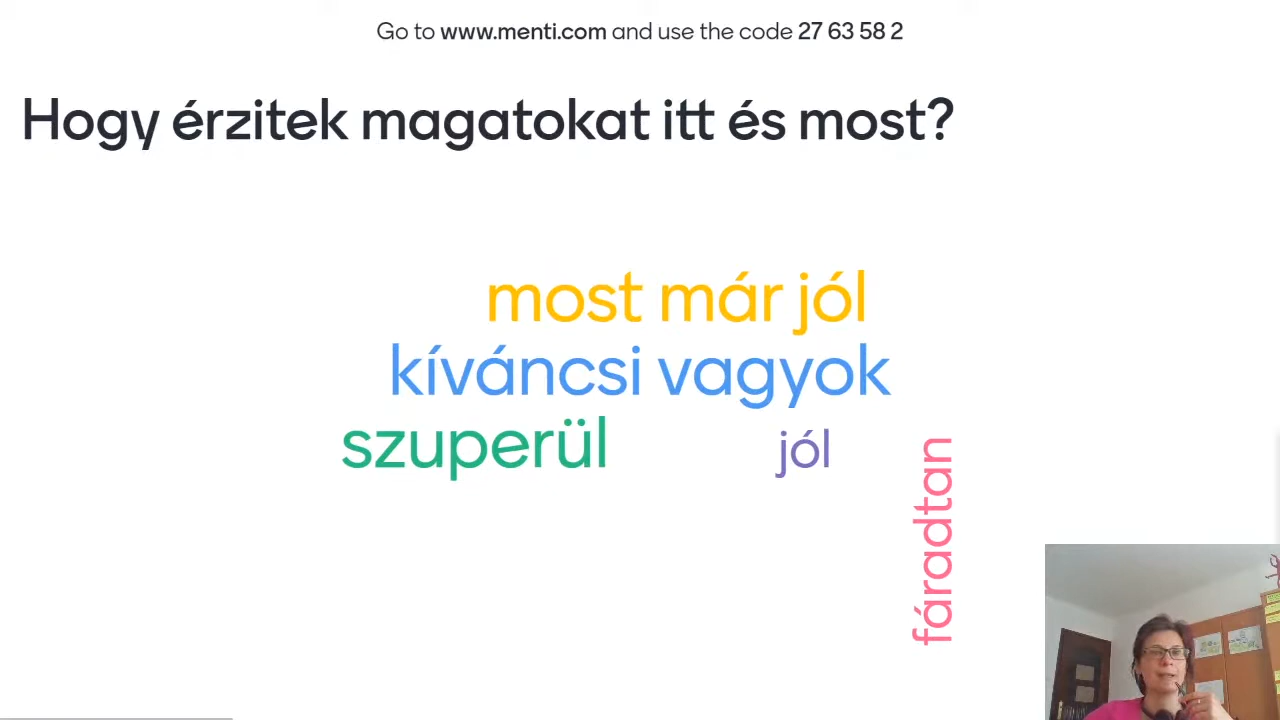 Go to www.menti.com and use the code 27 63 58 2
Hogy érzitek magatokat itt és most?
most már jól
kíváncsi vagyok
szuperül
jól
fáradtan